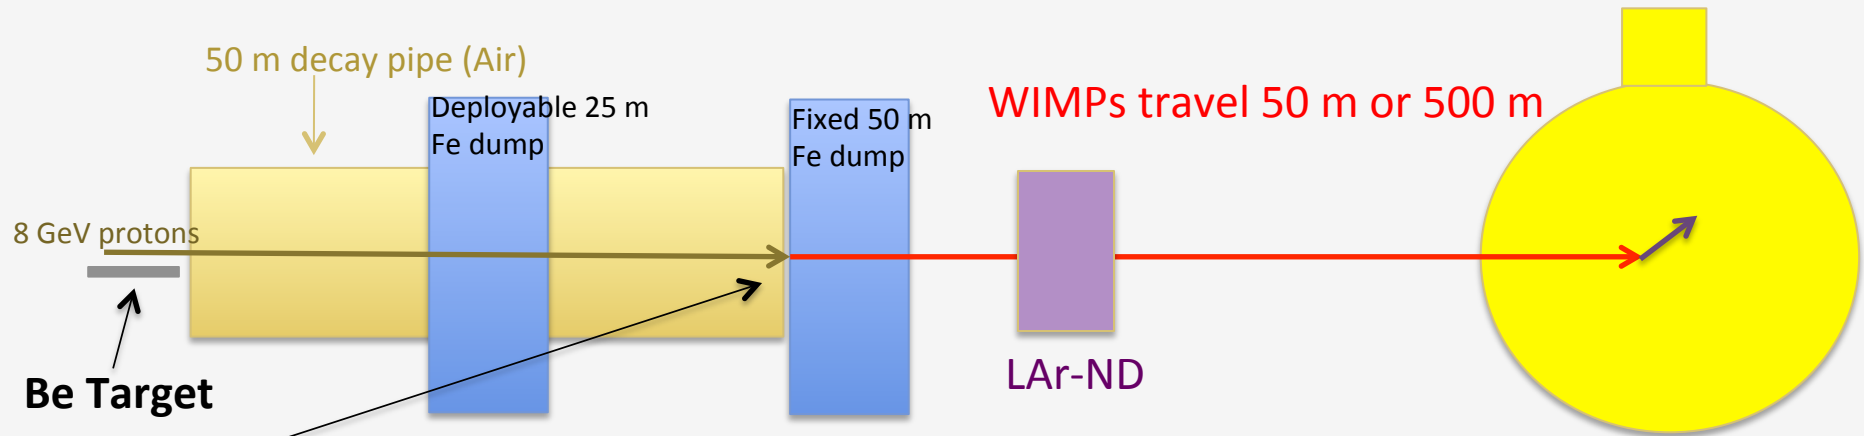 50 m decay pipe (Air)
Deployable 25 m
Fe dump
Fixed 50 m
Fe dump
WIMPs travel 50 m or 500 m
8 GeV protons
Be Target
LAr-ND